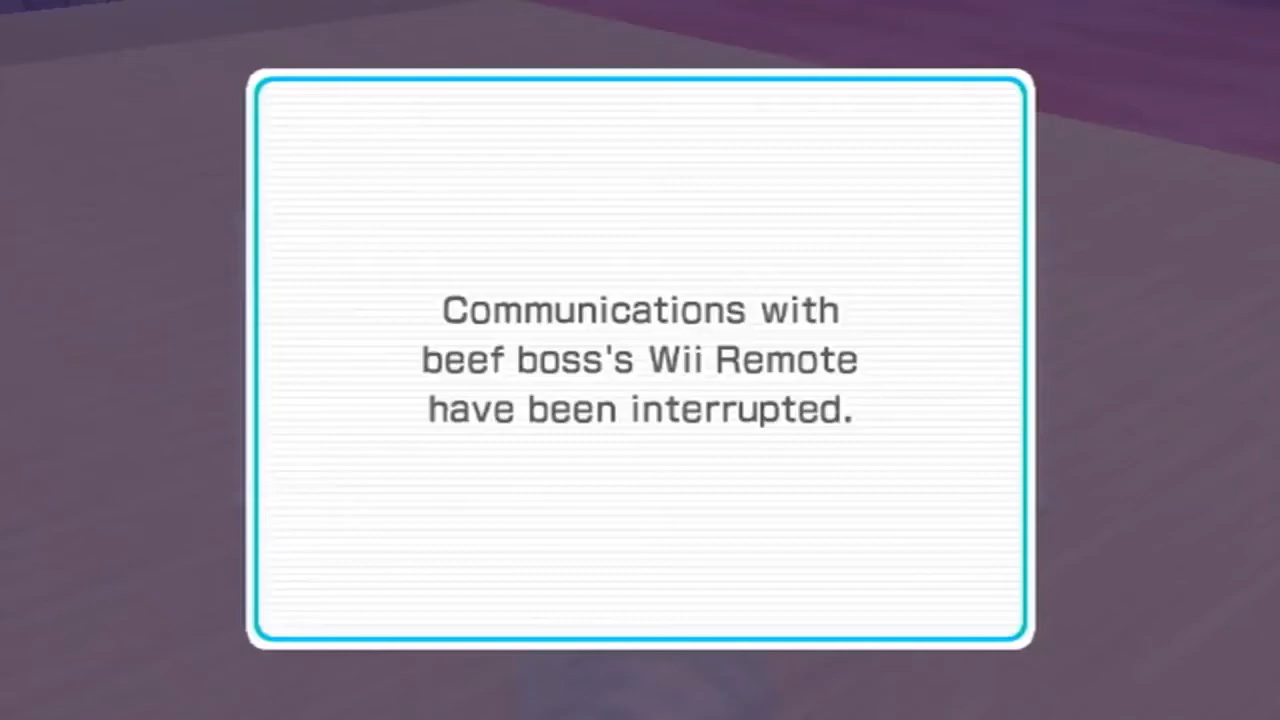 Communications with
beef boss's Wii Remote
have been interrupted.